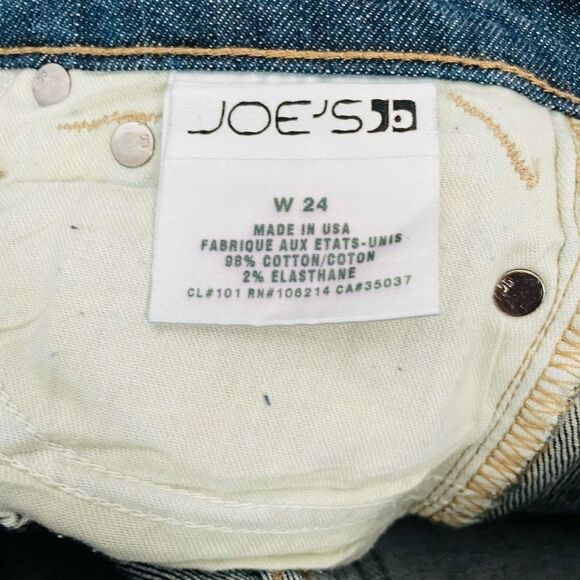 JOE'S
W 24
MADE IN USA
FABRIQUE AUX ETATS-UNIS
98% COTTON/COTON
2% ELASTHANE
CL#101 RN#106214 CA#35037